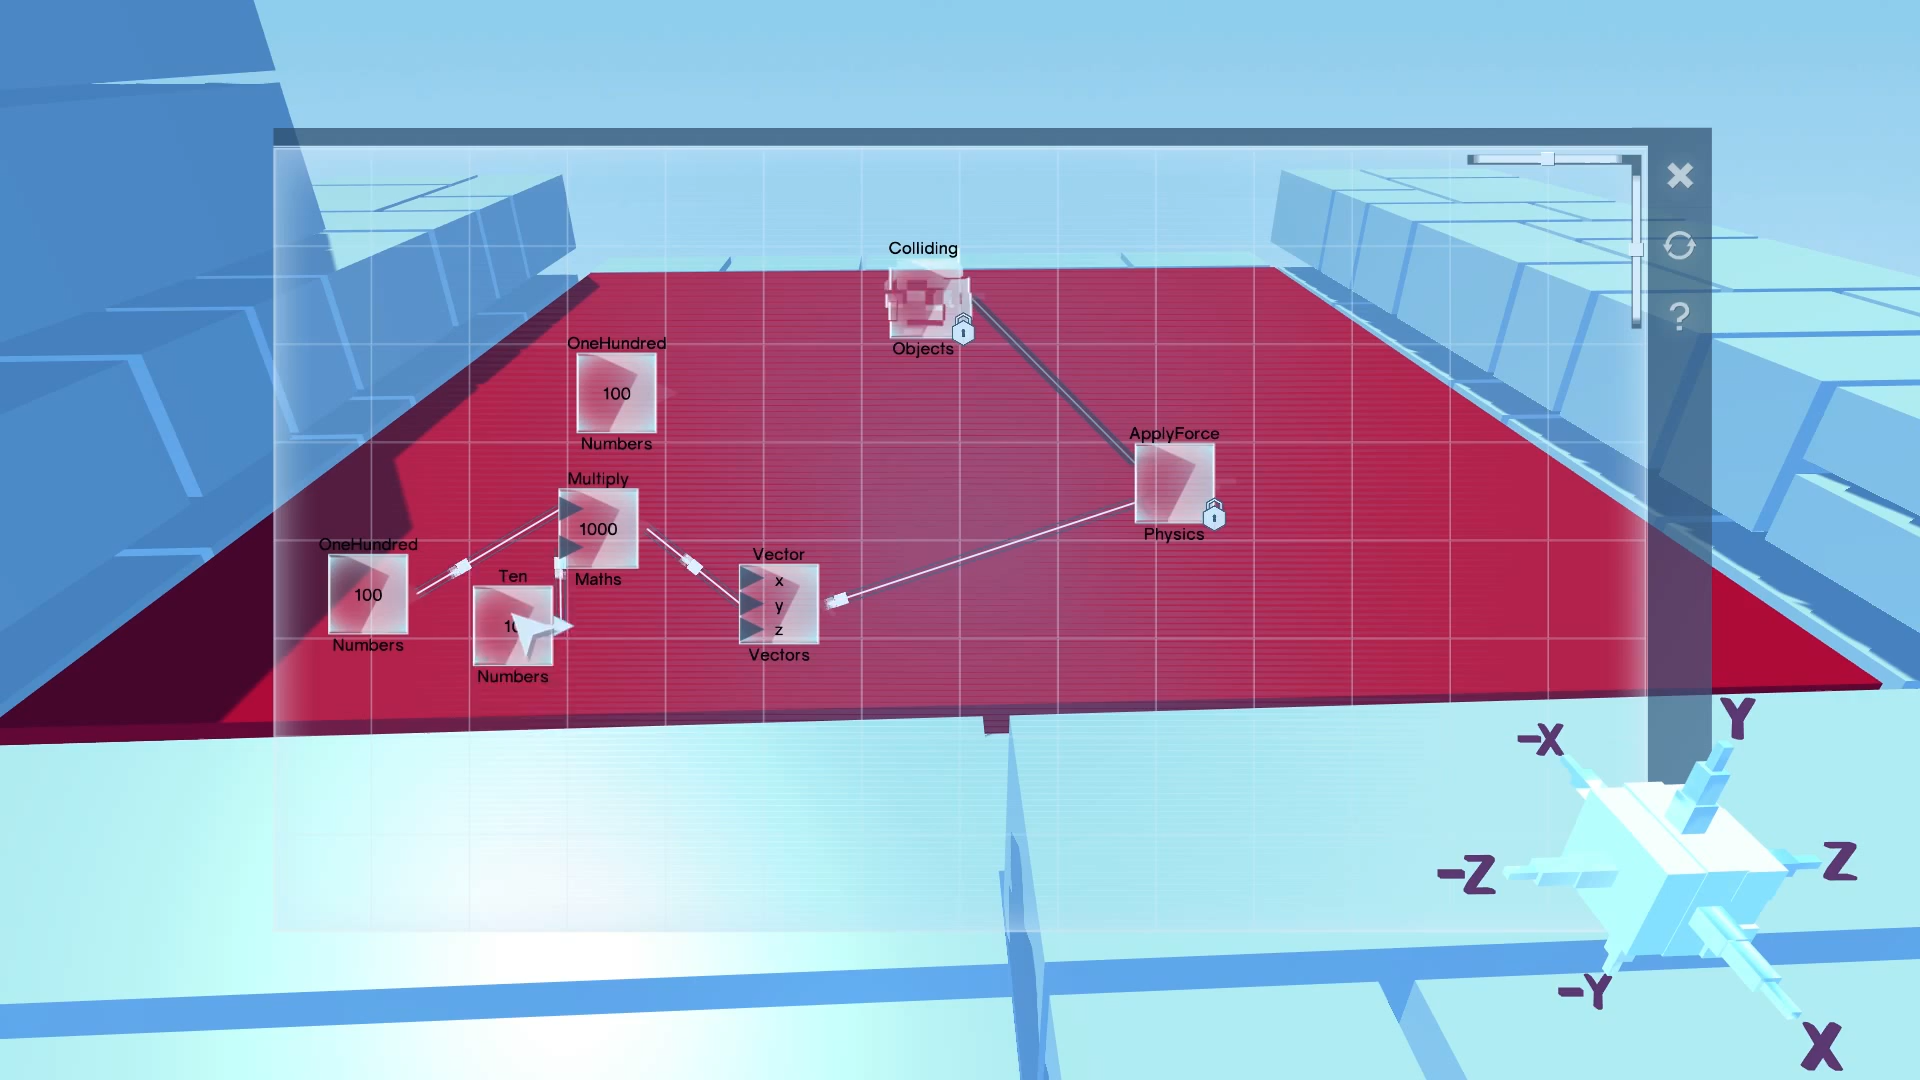 Colliding
Objects
OneHundred
100
Numbers
ApplyForce
Physics
Multiply
1000
Maths
OneHundred
100
Numbers
Ten
Numbers
Vector
x
y
z
Vectors
?
-X
Y
-Z
Z
-Y
X